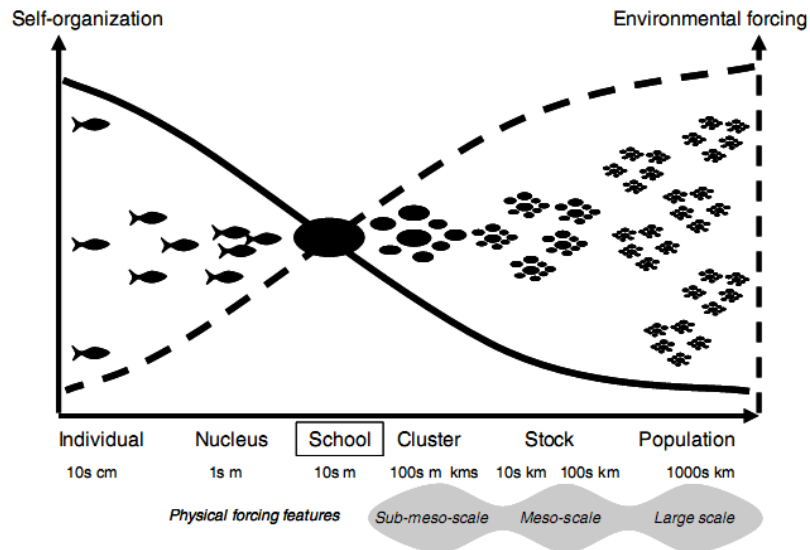 Self-organization Environmental forcing
Individual Nucleus School Cluster Stock Population
10s cm 1s m 10s m 100s m kms 10s km 100s km 1000s km
Physical forcing features Sub-meso-scale Meso-scale Large scale